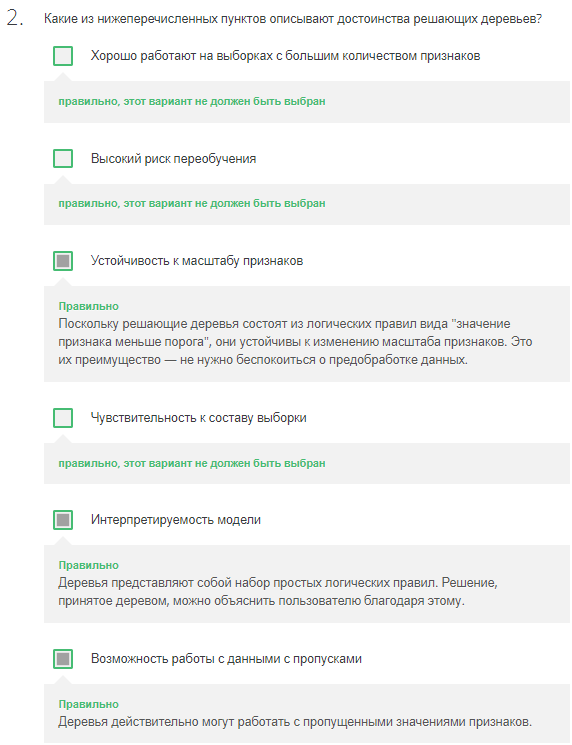 2. Какие из нижеперечисленных пунктов описывают достоинства решающих деревьев?
Хорошо работают на выборках с большим количеством признаков
правильно, этот вариант не должен быть выбран
Высокий риск переобучения
правильно, этот вариант не должен быть выбран
Устойчивость к масштабу признаков
Правильно
Поскольку решающие деревья состоят из логических правил вида "значение
признака меньше порога", они устойчивы к изменению масштаба признаков. Это
их преимущество — не нужно беспокоиться о предобработке данных.
Чувствительность к составу выборки
правильно, этот вариант не должен быть выбран
Интерпретируемость модели
Правильно
Деревья представляют собой набор простых логических правил. Решение,
принятое деревом, можно объяснить пользователю благодаря этому.
Возможность работы с данными с пропусками
Правильно
Деревья действительно могут работать с пропущенными значениями признаков.